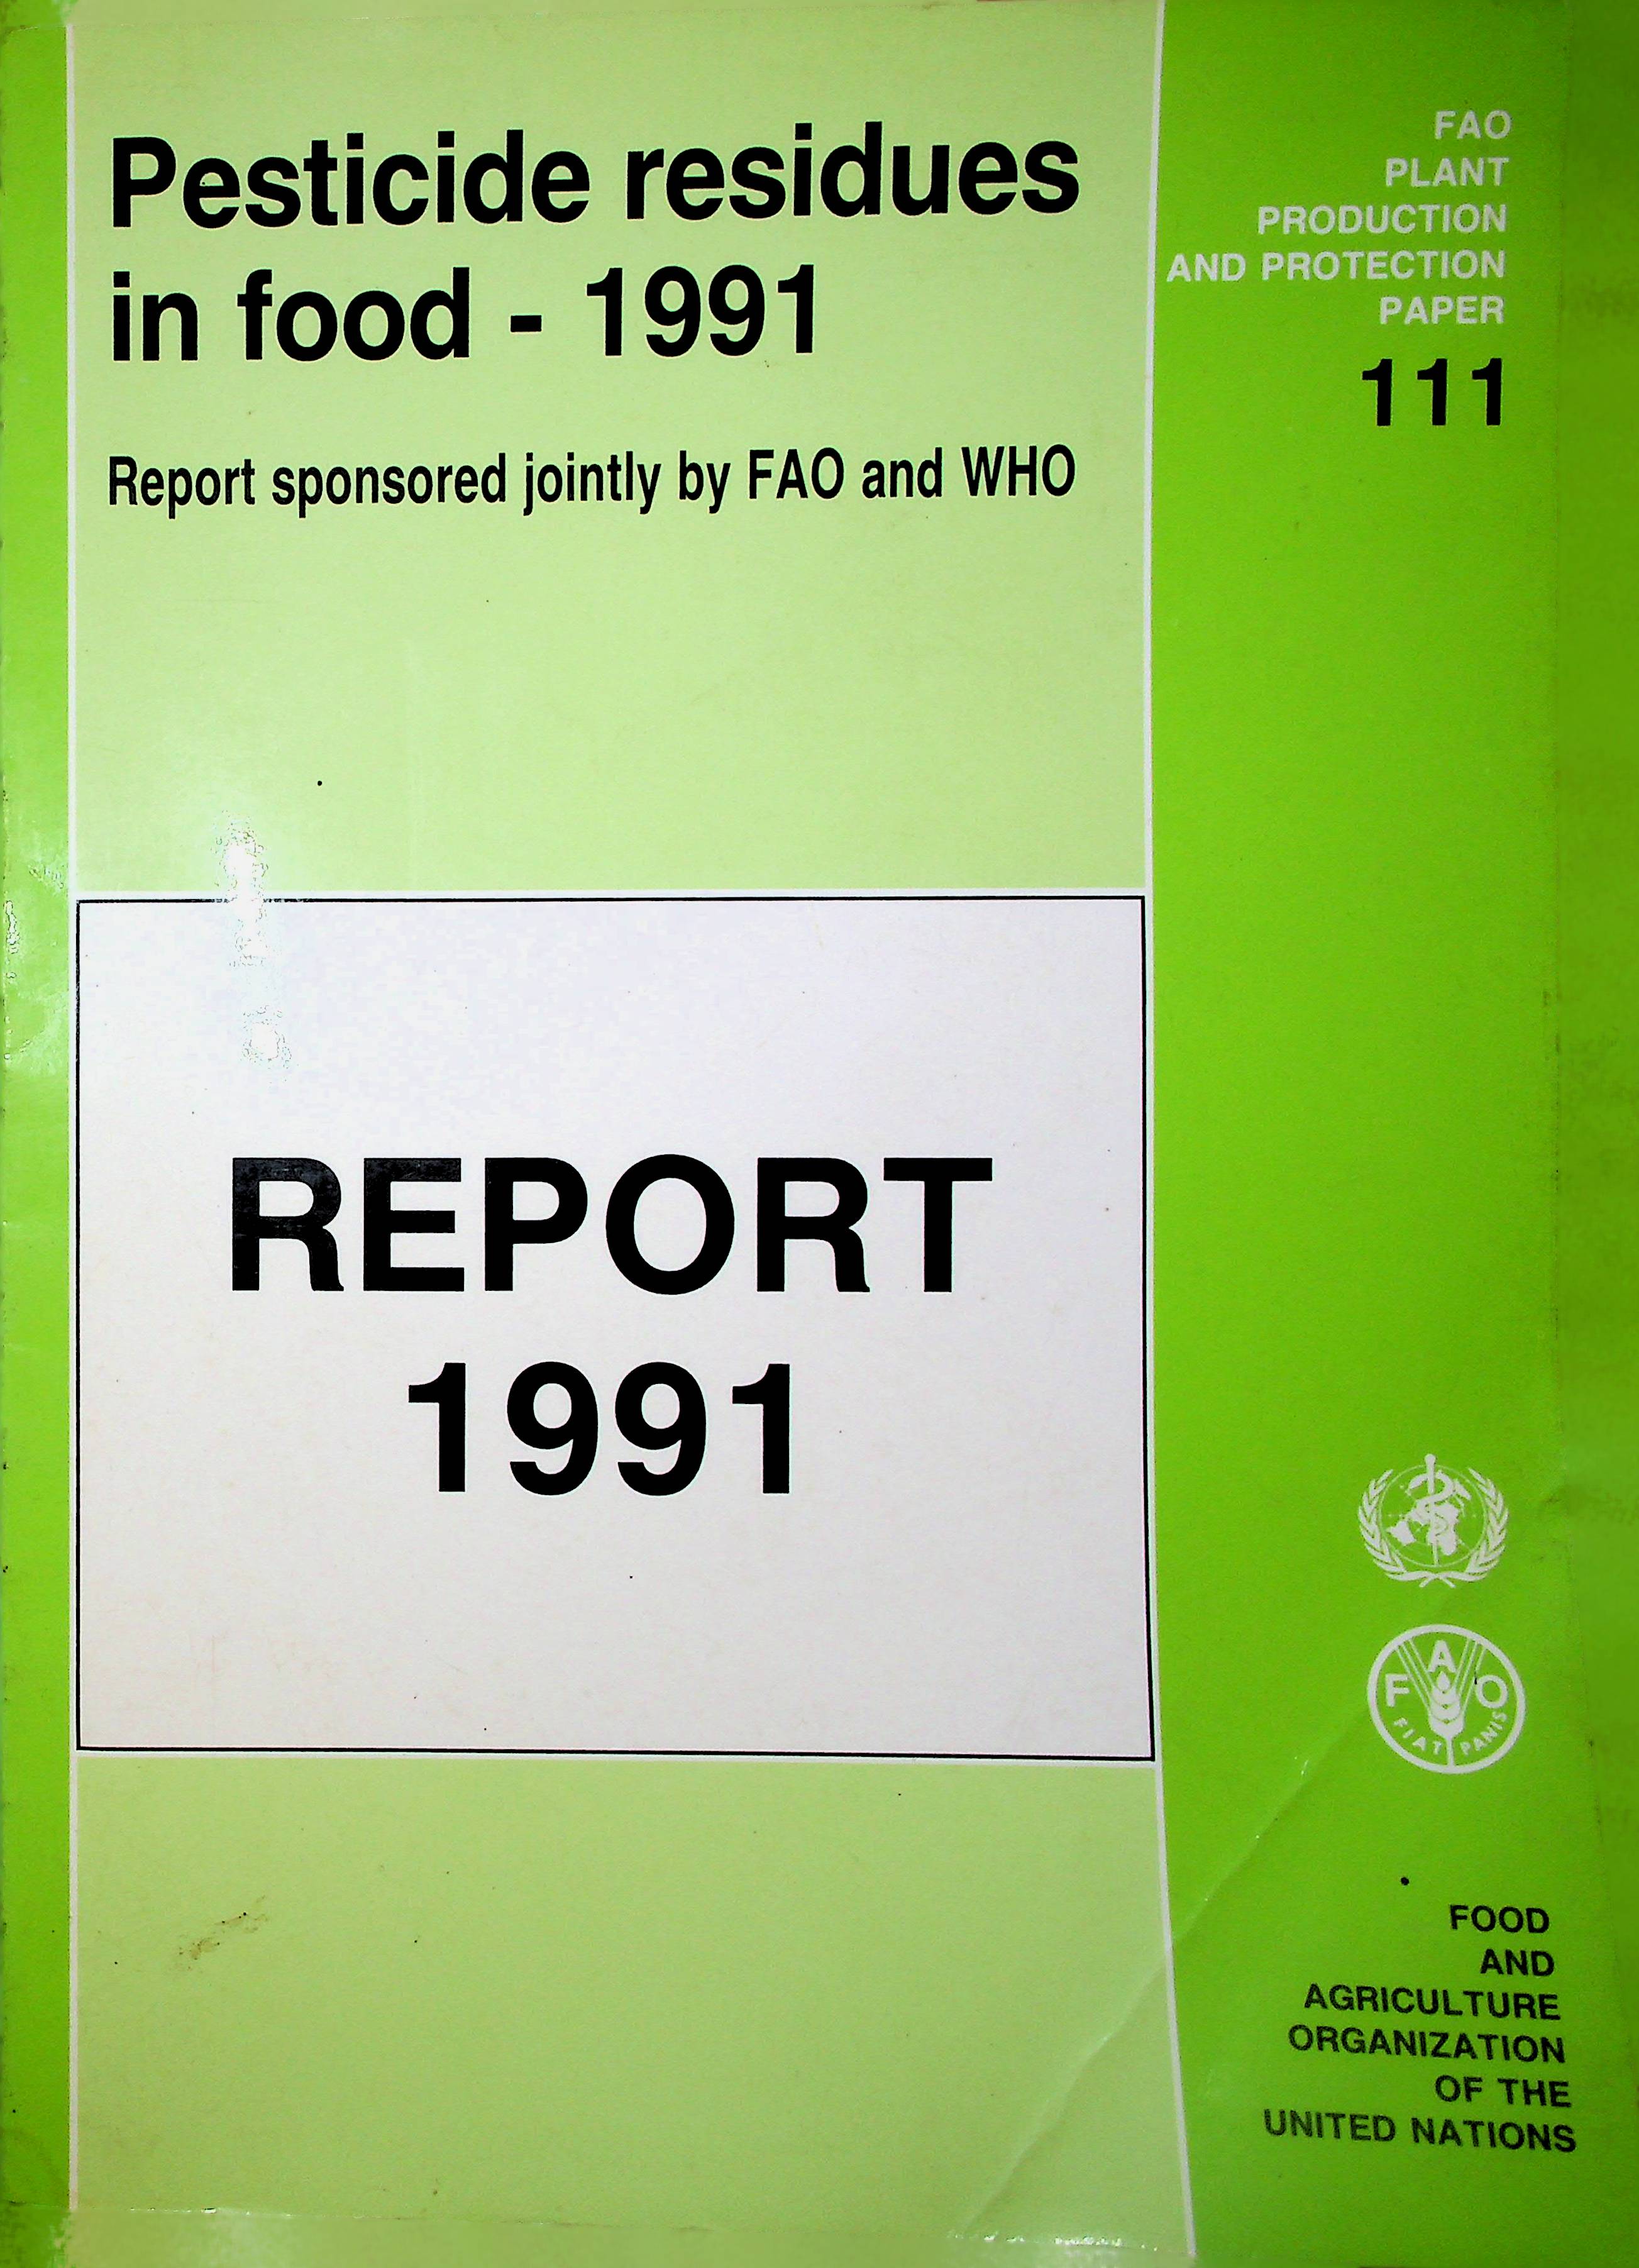 Pesticide residues
in food - 1991
Report sponsored jointly by FAO and WHO
FAO
PLANT
PRODUCTION
AND PROTECTION
PAPER
111
REPORT
1991
F A O
FIAT PANIS
FOOD
AND
AGRICULTURE
ORGANIZATION
OF THE
UNITED NATIONS